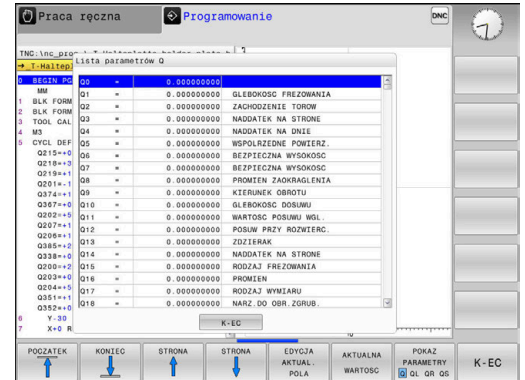 Praca ręczna
Programowanie
DNC
→_T-Haltepl
Lista parametrów Q
0 BEGIN PG
MM
1 BLK FORM
2 BLK FORM
3 TOOL CAL
4 M3
5 CYCL DEF
Q215=+0
Q218=+3
Q219=+1
Q201=-1
Q374=+1
Q367=+0
Q202=+5
Q207=+1
Q206=+1
Q385=+2
Q338=+0
Q200=+2
Q203=+0
Q204=+5
Q351=+1
Q352=+0
6 Y-30
7 X+0 R
Q0 = 0.000000000
Q1 = 0.000000000 GLEBOKOSC FREZOWANIA
Q2 = 0.000000000 ZACHODZENIE TOROW
Q3 = 0.000000000 NADDATEK NA STRONE
Q4 = 0.000000000 NADDATEK NA DNIE
Q5 = 0.000000000 WSPOLRZEDNE POWIERZ.
Q6 = 0.000000000 BEZPIECZNA WYSOKOSC
Q7 = 0.000000000 BEZPIECZNA WYSOKOSC
Q8 = 0.000000000 PROMIEN ZAOKRAGLENIA
Q9 = 0.000000000 KIERUNEK OBROTU
Q10 = 0.000000000 GLEBOKOSC DOSUWU
Q11 = 0.000000000 WARTOSC POSUWU WGL.
Q12 = 0.000000000 POSUW PRZY ROZWIERC.
Q13 = 0.000000000 ZDZIERAK
Q14 = 0.000000000 NADDATEK NA STRONE
Q15 = 0.000000000 RODZAJ FREZOWANIA
Q16 = 0.000000000 PROMIEN
Q17 = 0.000000000 RODZAJ WYMIARU
Q18 = 0.000000000 NARZ.DO OBR.ZGRUB.
K-EC
POCZATEK
KONIEC
STRONA
STRONA
EDYCJA AKTUAL. POLA
AKTUALNA WARTOSC
POKAZ PARAMETRY Q QL QR QS
K-EC